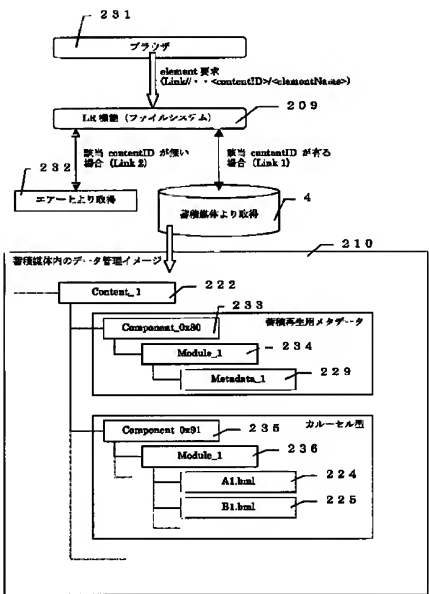 231
ブラウザ
element 要求
(Link//・・<contentID>/<elementName>)
LR 機能(ファイルシステム)
209
232
該当 contentID が無い
場合 (Link 2)
該当 contentID が有る
場合 (Link 1)
エアー上より取得
4
蓄積媒体より取得
210
蓄積媒体内のデータ管理イメージ
Content_1
222
233
Component_0x80
蓄積再生用メタデータ
Module_1
234
Metadata_1
229
Component_0x91
235
カルーセル型
Module_1
236
A1.bml
224
B1.bml
225